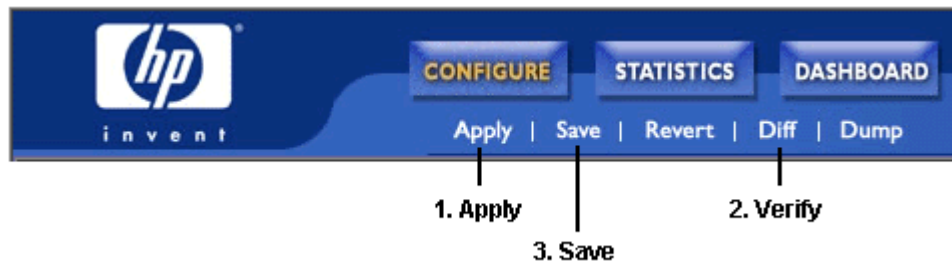 hp
invent
CONFIGURE STATISTICS DASHBOARD
Apply | Save | Revert | Diff | Dump
1. Apply 2. Verify
3. Save